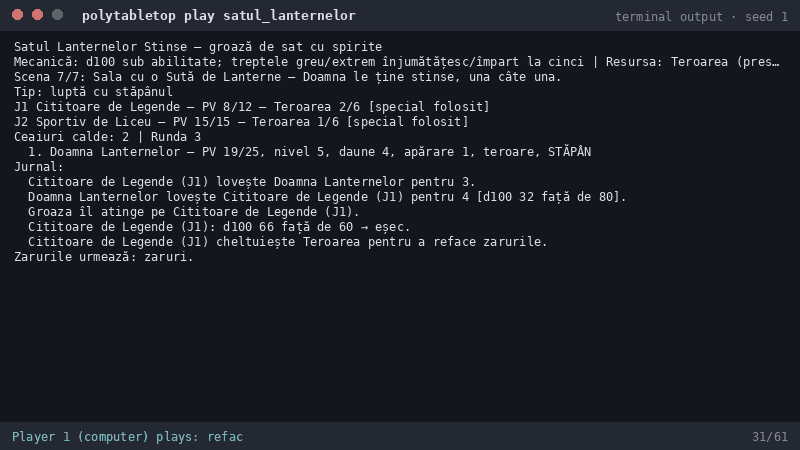 polytabletop play satul_lanternelor
terminal output · seed 1
Satul Lanternelor Stinse — groază de sat cu spirite
Mecanică: d100 sub abilitate; treptele greu/extrem înjumătățesc/împart la cinci | Resursa: Teroarea (pres…
Scena 7/7: Sala cu o Sută de Lanterne — Doamna le ține stinse, una câte una.
Tip: luptă cu stăpânul
J1 Cititoare de Legende — PV 8/12 — Teroarea 2/6 [special folosit]
J2 Sportiv de Liceu — PV 15/15 — Teroarea 1/6 [special folosit]
Ceaiuri calde: 2 | Runda 3
1. Doamna Lanternelor — PV 19/25, nivel 5, daune 4, apărare 1, teroare, STĂPÂN
Jurnal:
Cititoare de Legende (J1) lovește Doamna Lanternelor pentru 3.
Doamna Lanternelor lovește Cititoare de Legende (J1) pentru 4 [d100 32 față de 80].
Groaza îl atinge pe Cititoare de Legende (J1).
Cititoare de Legende (J1): d100 66 față de 60 → eșec.
Cititoare de Legende (J1) cheltuiește Teroarea pentru a reface zarurile.
Zarurile urmează: zaruri.
Player 1 (computer) plays: refac
31/61